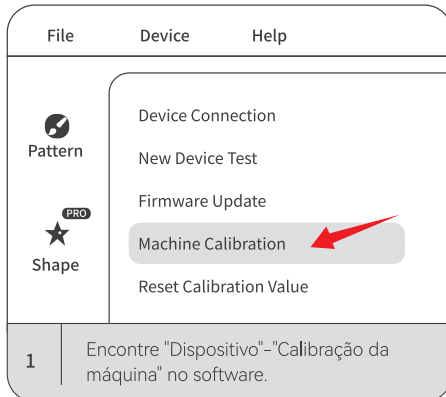 File Device Help
Pattern
PRO
Shape
Device Connection
New Device Test
Firmware Update
Machine Calibration
Reset Calibration Value
1
Encontre "Dispositivo"-"Calibração da
máquina" no software.